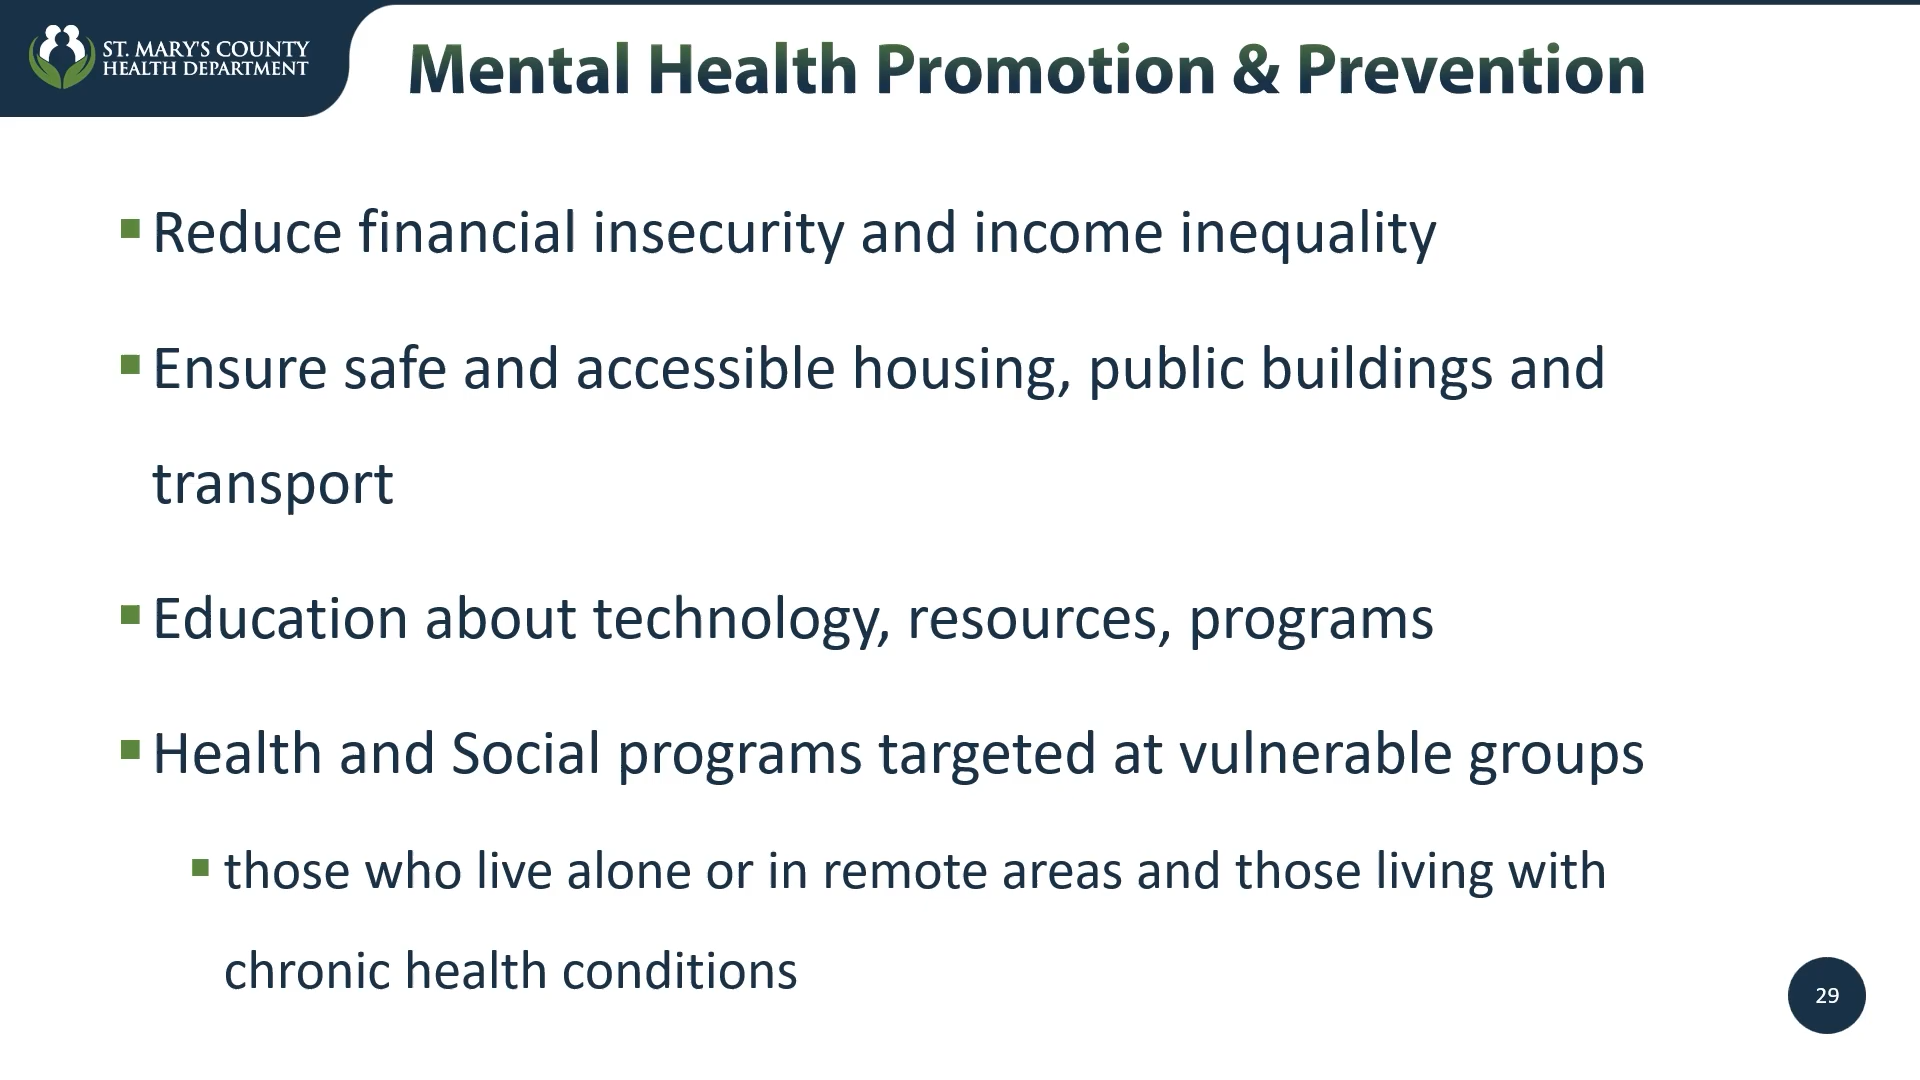 ST. MARY'S COUNTY
HEALTH DEPARTMENT
Mental Health Promotion & Prevention
Reduce financial insecurity and income inequality
Ensure safe and accessible housing, public buildings and
transport
Education about technology, resources, programs
Health and Social programs targeted at vulnerable groups
those who live alone or in remote areas and those living with
chronic health conditions
29